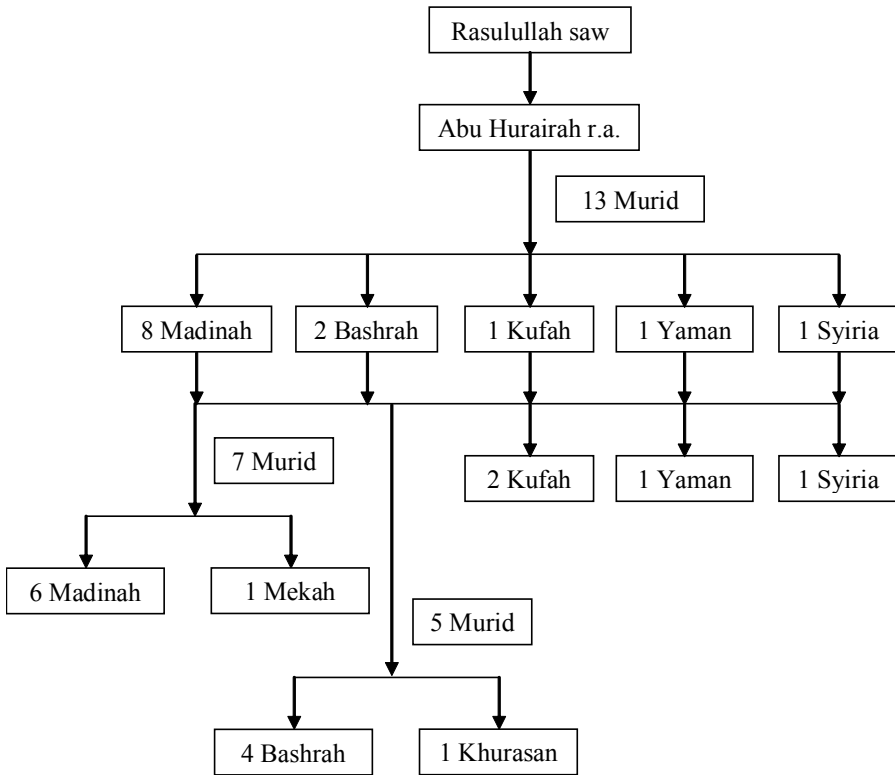 Rasulullah saw
Abu Hurairah r.a.
13 Murid
8 Madinah
2 Bashrah
1 Kufah
1 Yaman
1 Syiria
7 Murid
2 Kufah
1 Yaman
1 Syiria
6 Madinah
1 Mekah
5 Murid
4 Bashrah
1 Khurasan